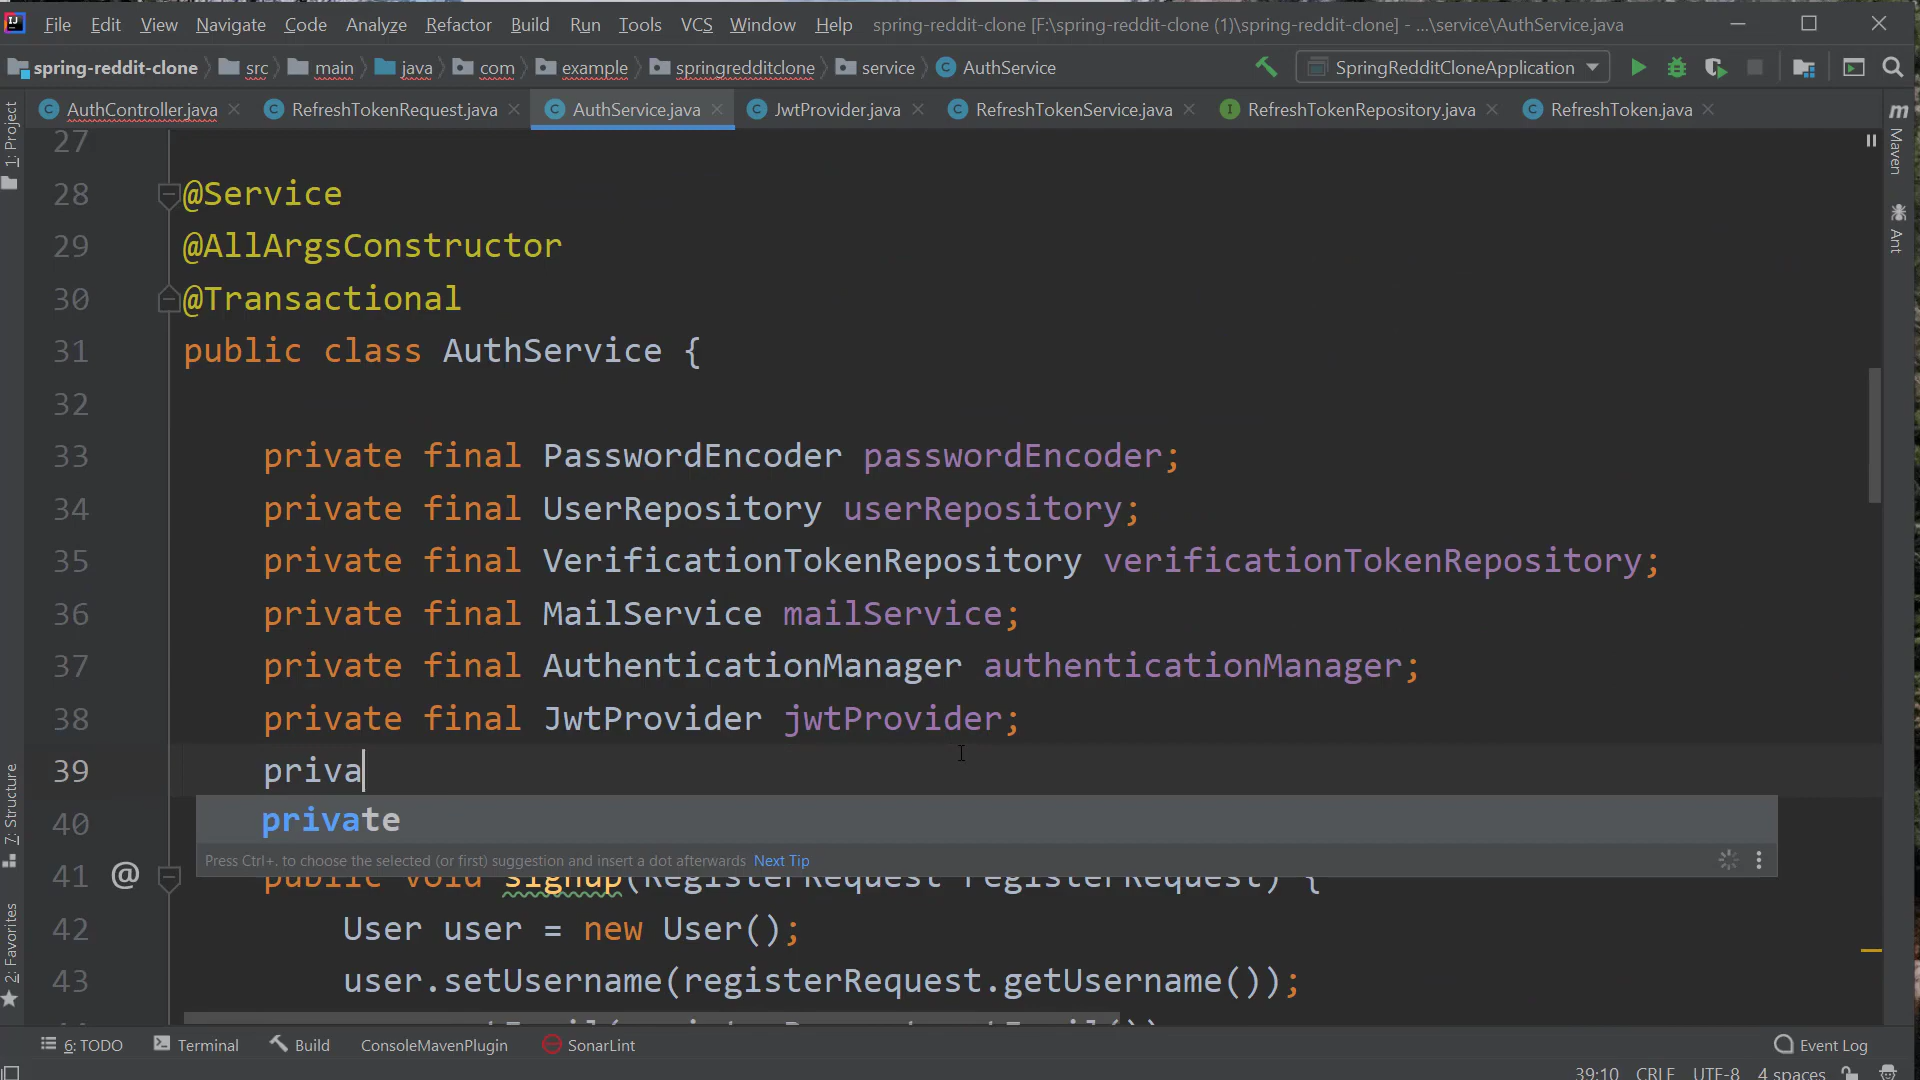 File Edit View Navigate Code Analyze Refactor Build Run Tools VCS Window Help spring-reddit-clone [F:\spring-reddit-clone (1)\spring-reddit-clone] - ...\service\AuthService.java
spring-reddit-clone src main java com example springredditclone service AuthService SpringRedditCloneApplication
AuthController.java RefreshTokenRequest.java AuthService.java JwtProvider.java RefreshTokenService.java RefreshTokenRepository.java RefreshToken.java
1: Project
Maven
Ant
27
28 @Service
29 @AllArgsConstructor
30 @Transactional
31 public class AuthService {
32
33 private final PasswordEncoder passwordEncoder;
34 private final UserRepository userRepository;
35 private final VerificationTokenRepository verificationTokenRepository;
36 private final MailService mailService;
37 private final AuthenticationManager authenticationManager;
38 private final JwtProvider jwtProvider;
39 priva
40 private
Press Ctrl+. to choose the selected (or first) suggestion and insert a dot afterwards Next Tip
41 @ public void signup(RegisterRequest registerRequest) {
42 User user = new User();
43 user.setUsername(registerRequest.getUsername());
7: Structure
2: Favorites
6: TODO Terminal Build ConsoleMavenPlugin SonarLint Event Log
39:10 CRLF UTF-8 4 spaces